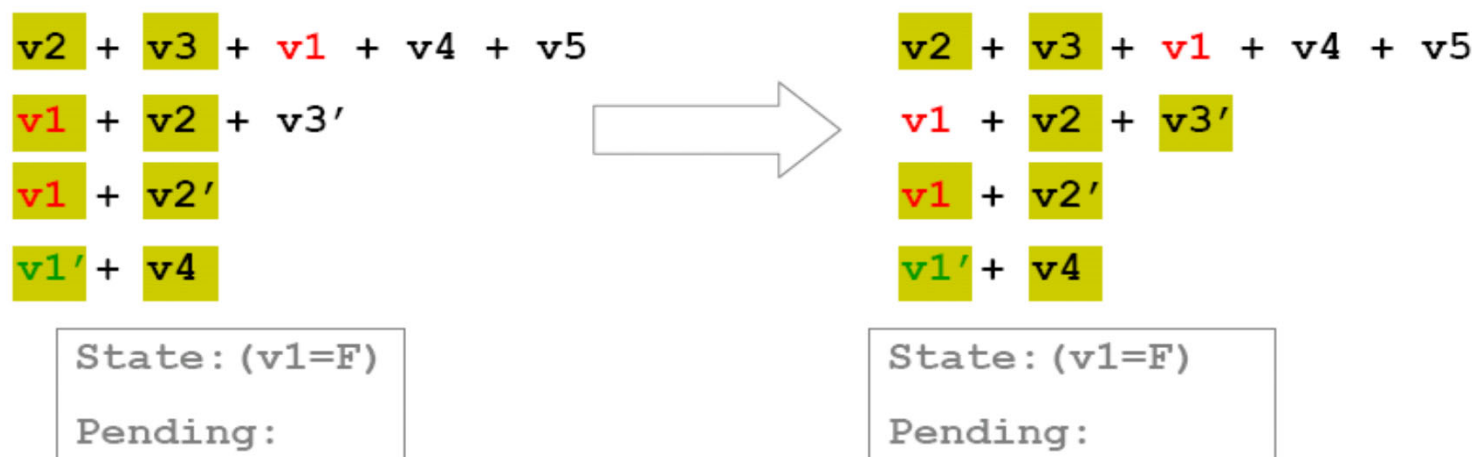 v2 + v3 + v1 + v4 + v5
v1 + v2 + v3′
v1 + v2′
v1′ + v4
State:(v1=F)
Pending:
v2 + v3 + v1 + v4 + v5
v1 + v2 + v3′
v1 + v2′
v1′ + v4
State:(v1=F)
Pending: